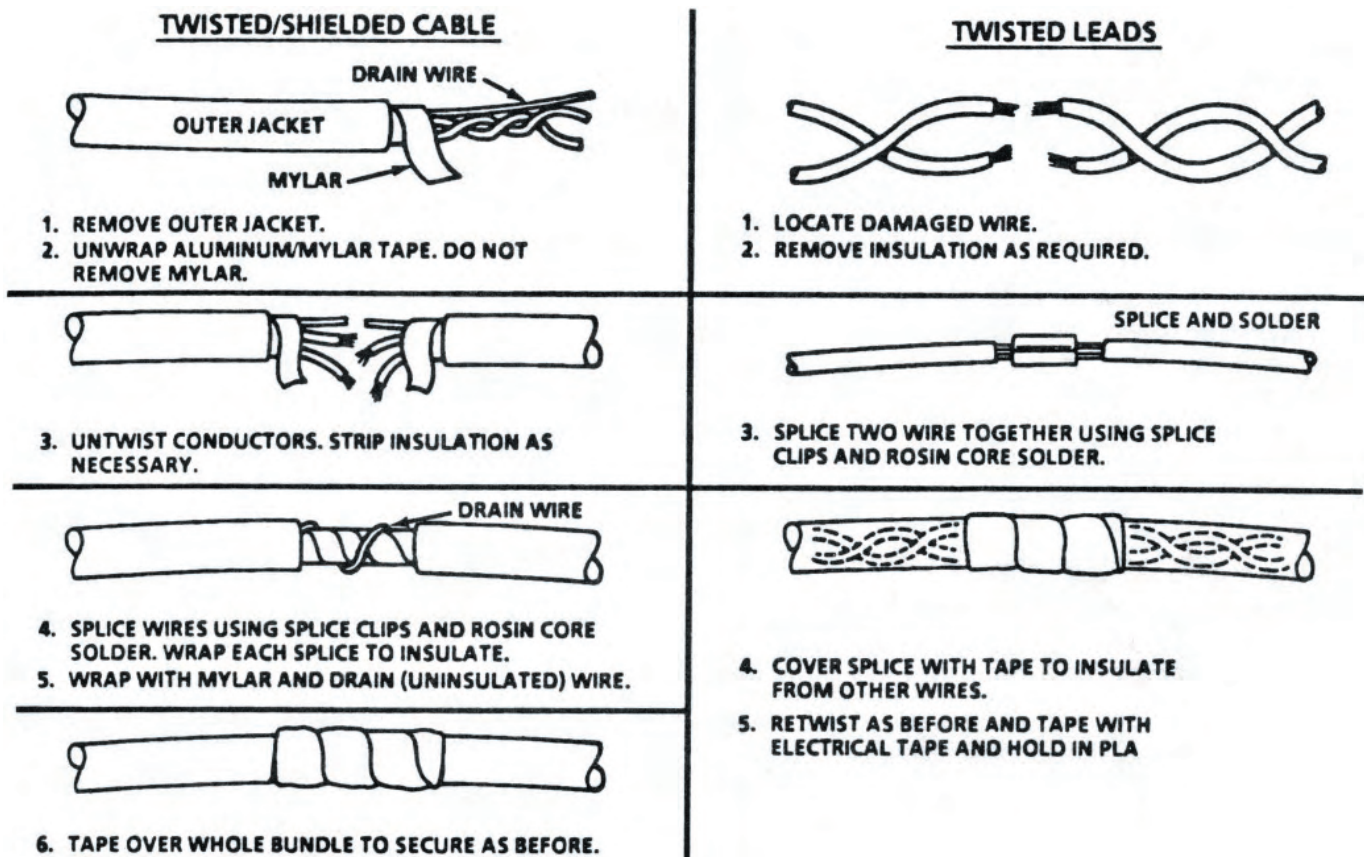 TWISTED/SHIELDED CABLE
DRAIN WIRE
OUTER JACKET
MYLAR
1. REMOVE OUTER JACKET.
2. UNWRAP ALUMINUM/MYLAR TAPE. DO NOT
REMOVE MYLAR.
3. UNTWIST CONDUCTORS. STRIP INSULATION AS
NECESSARY.
DRAIN WIRE
4. SPLICE WIRES USING SPLICE CLIPS AND ROSIN CORE
SOLDER. WRAP EACH SPLICE TO INSULATE.
5. WRAP WITH MYLAR AND DRAIN (UNINSULATED) WIRE.
6. TAPE OVER WHOLE BUNDLE TO SECURE AS BEFORE.
TWISTED LEADS
1. LOCATE DAMAGED WIRE.
2. REMOVE INSULATION AS REQUIRED.
SPLICE AND SOLDER
3. SPLICE TWO WIRE TOGETHER USING SPLICE
CLIPS AND ROSIN CORE SOLDER.
4. COVER SPLICE WITH TAPE TO INSULATE
FROM OTHER WIRES.
5. RETWIST AS BEFORE AND TAPE WITH
ELECTRICAL TAPE AND HOLD IN PLA